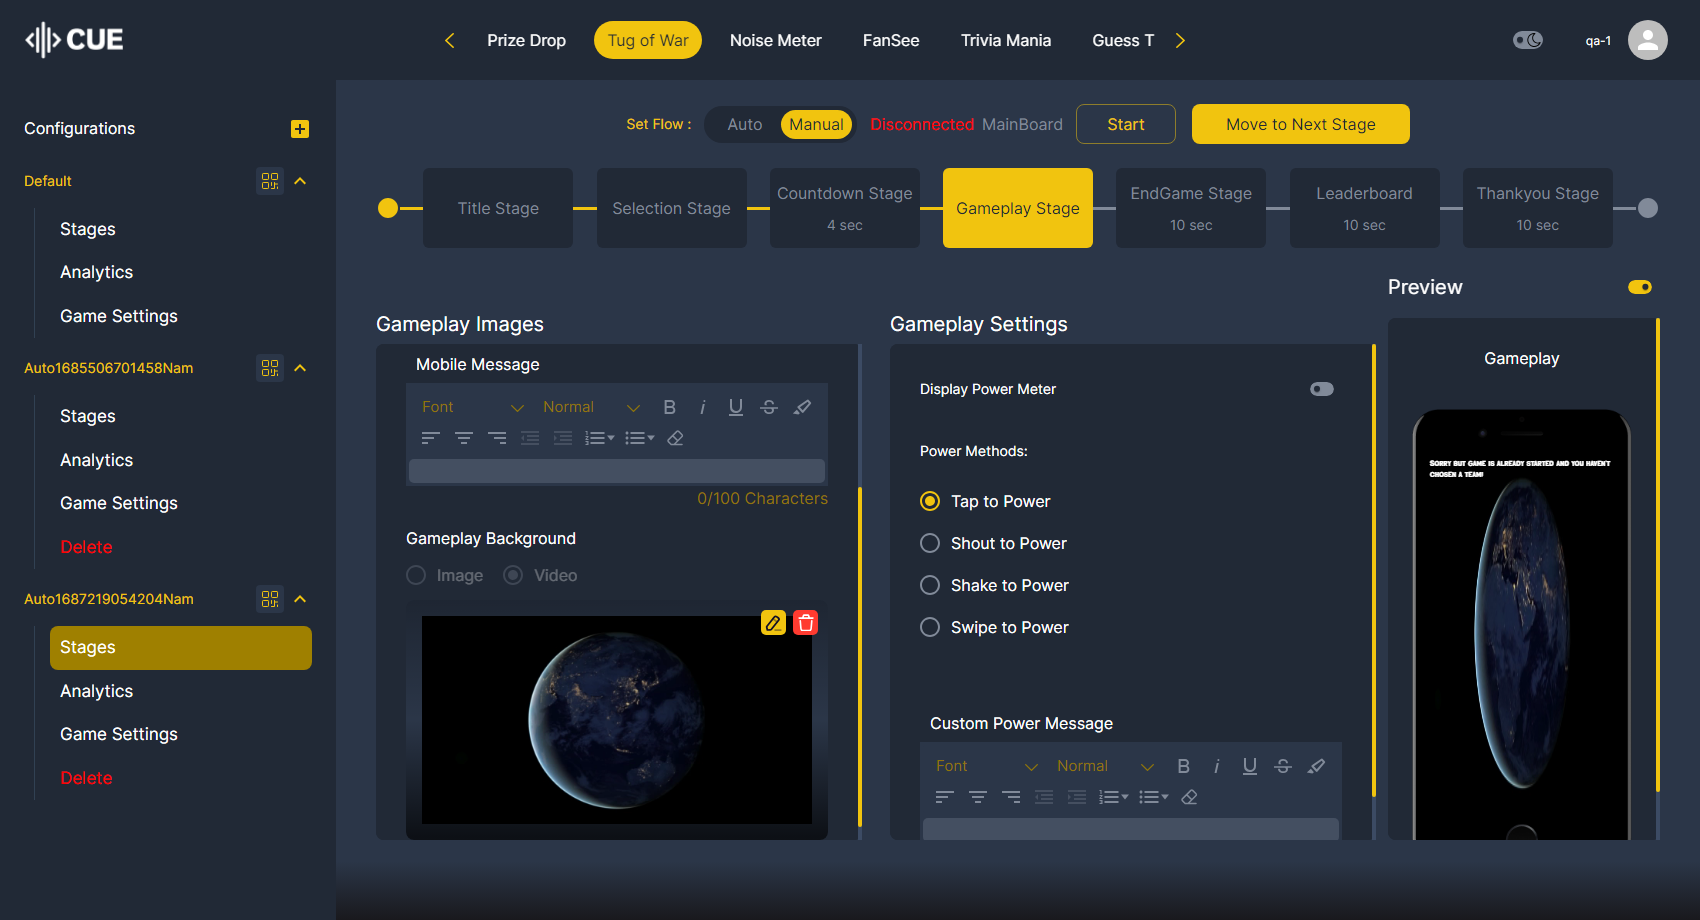 CUE
Prize Drop
Tug of War
Noise Meter
FanSee
Trivia Mania
Guess T
qa-1
Configurations
Default
Stages
Analytics
Game Settings
Auto1685506701458Nam
Stages
Analytics
Game Settings
Delete
Auto1687219054204Nam
Stages
Analytics
Game Settings
Delete
Set Flow :
Auto
Manual
Disconnected MainBoard
Start
Move to Next Stage
Title Stage
Selection Stage
Countdown Stage
4 sec
Gameplay Stage
EndGame Stage
10 sec
Leaderboard
10 sec
Thankyou Stage
10 sec
Gameplay Images
Mobile Message
Font
Normal
B
i
U
S
0/100 Characters
Gameplay Background
Image
Video
Gameplay Settings
Display Power Meter
Power Methods:
Tap to Power
Shout to Power
Shake to Power
Swipe to Power
Custom Power Message
Font
Normal
B
i
U
S
Preview
Gameplay
Sorry but game is already started and you haven't
chosen a team!